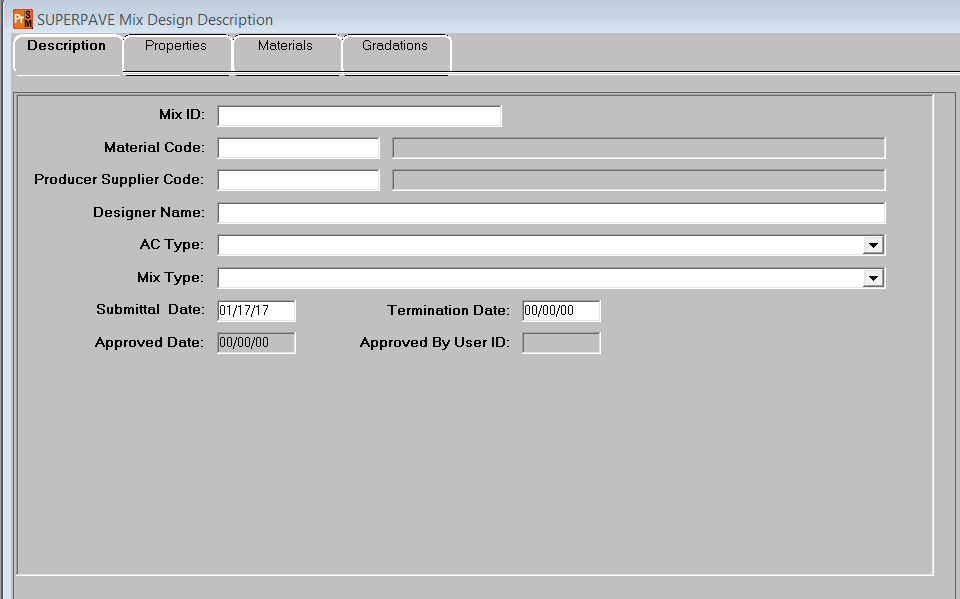 Pr SM SUPERPAVE Mix Design Description
Description Properties Materials Gradations
Mix ID:
Material Code:
Producer Supplier Code:
Designer Name:
AC Type:
Mix Type:
Submittal Date: 01/17/17 Termination Date: 00/00/00
Approved Date: 00/00/00 Approved By User ID: